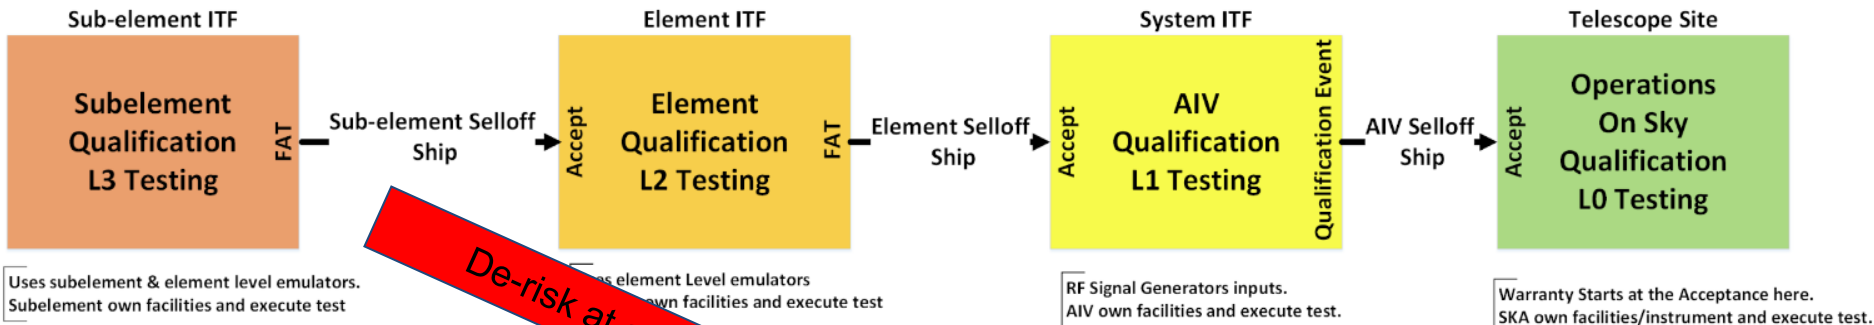 Sub-element ITF
Subelement
Qualification
L3 Testing
FAT
Sub-element Selloff
Ship
Element ITF
Accept
Element
Qualification
L2 Testing
FAT
Element Selloff
Ship
System ITF
Accept
AIV
Qualification
L1 Testing
Qualification Event
AIV Selloff
Ship
Telescope Site
Accept
Operations
On Sky
Qualification
L0 Testing
Uses subelement & element level emulators.
Subelement own facilities and execute test
element Level emulators
own facilities and execute test
De-risk at
RF Signal Generators inputs.
AIV own facilities and execute test.
Warranty Starts at the Acceptance here.
SKA own facilities/instrument and execute test.